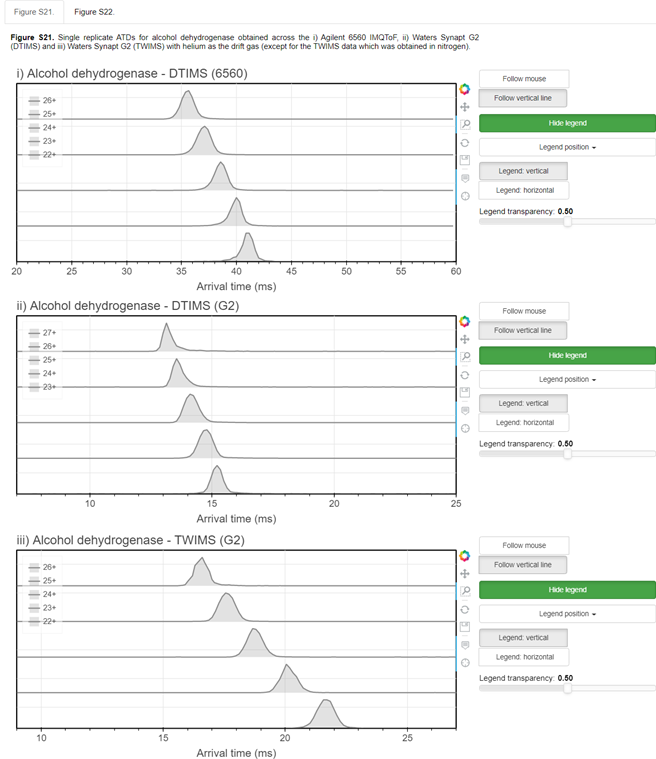 Figure S21.
Figure S22.
Figure S21. Single replicate ATDs for alcohol dehydrogenase obtained across the i) Agilent 6560 IMQToF, ii) Waters Synapt G2
(DTIMS) and iii) Waters Synapt G2 (TWIMS) with helium as the drift gas (except for the TWIMS data which was obtained in nitrogen).
i) Alcohol dehydrogenase - DTIMS (6560)
26+
25+
24+
23+
22+
20 25 30 35 40 45 50 55 60
Arrival time (ms)
Follow mouse
Follow vertical line
Hide legend
Legend position
Legend: vertical
Legend: horizontal
Legend transparency: 0.50
ii) Alcohol dehydrogenase - DTIMS (G2)
27+
26+
25+
24+
23+
10 15 20 25
Arrival time (ms)
Follow mouse
Follow vertical line
Hide legend
Legend position
Legend: vertical
Legend: horizontal
Legend transparency: 0.50
iii) Alcohol dehydrogenase - TWIMS (G2)
26+
25+
24+
23+
22+
10 15 20 25
Arrival time (ms)
Follow mouse
Follow vertical line
Hide legend
Legend position
Legend: vertical
Legend: horizontal
Legend transparency: 0.50